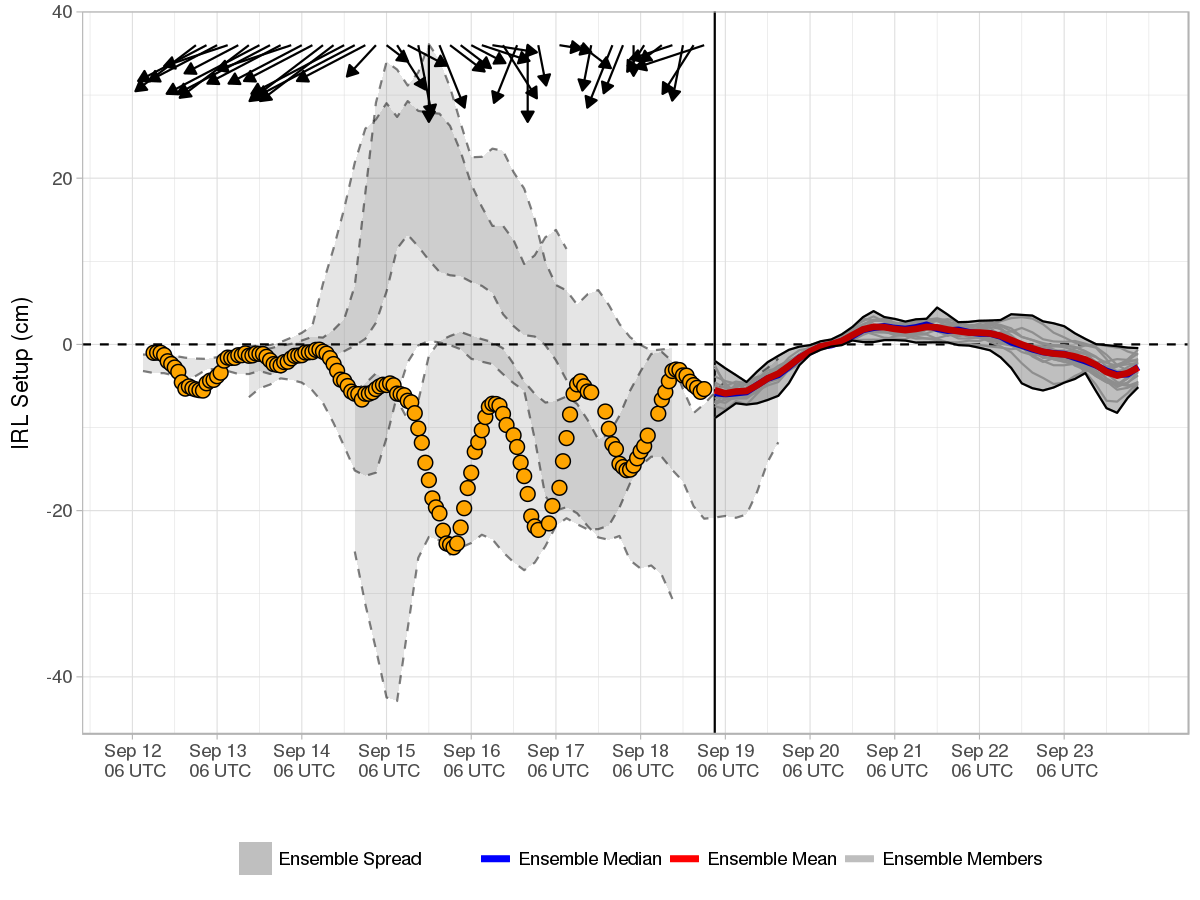 40
20
0
-20
-40
IRL Setup (cm)
Sep 12 Sep 13 Sep 14 Sep 15 Sep 16 Sep 17 Sep 18 Sep 19 Sep 20 Sep 21 Sep 22 Sep 23
06 UTC 06 UTC 06 UTC 06 UTC 06 UTC 06 UTC 06 UTC 06 UTC 06 UTC 06 UTC 06 UTC 06 UTC
Ensemble Spread Ensemble Median Ensemble Mean Ensemble Members